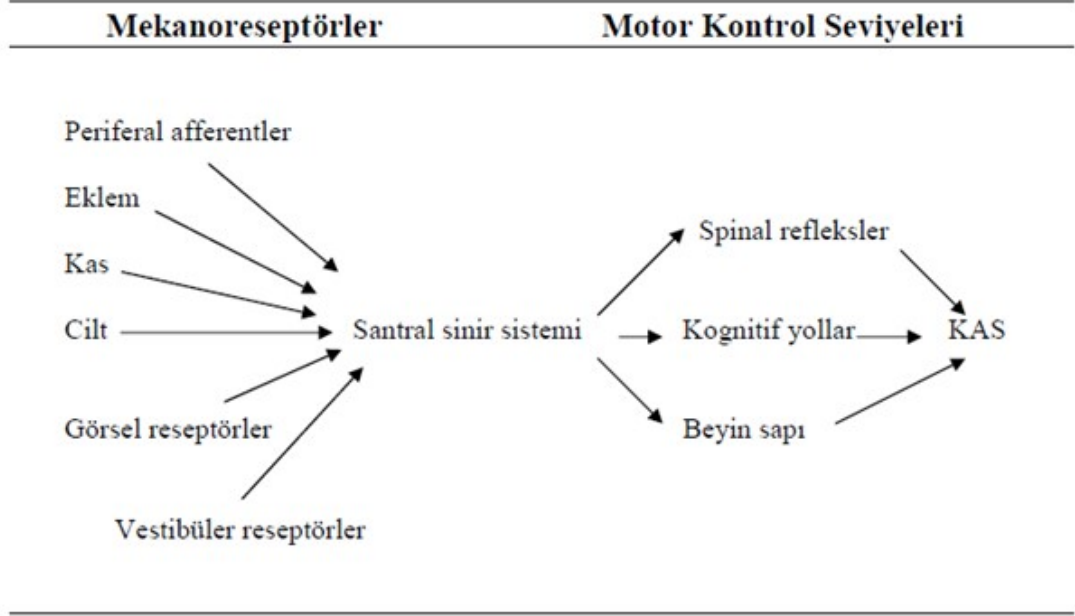 Mekanoreseptörler
Motor Kontrol Seviyeleri
Periferal afferentler
Eklem
Kas
Cilt
Görsel reseptörler
Vestibüler reseptörler
Santral sinir sistemi
Spinal refleksler
Kognitif yollar
Beyin sapı
KAS